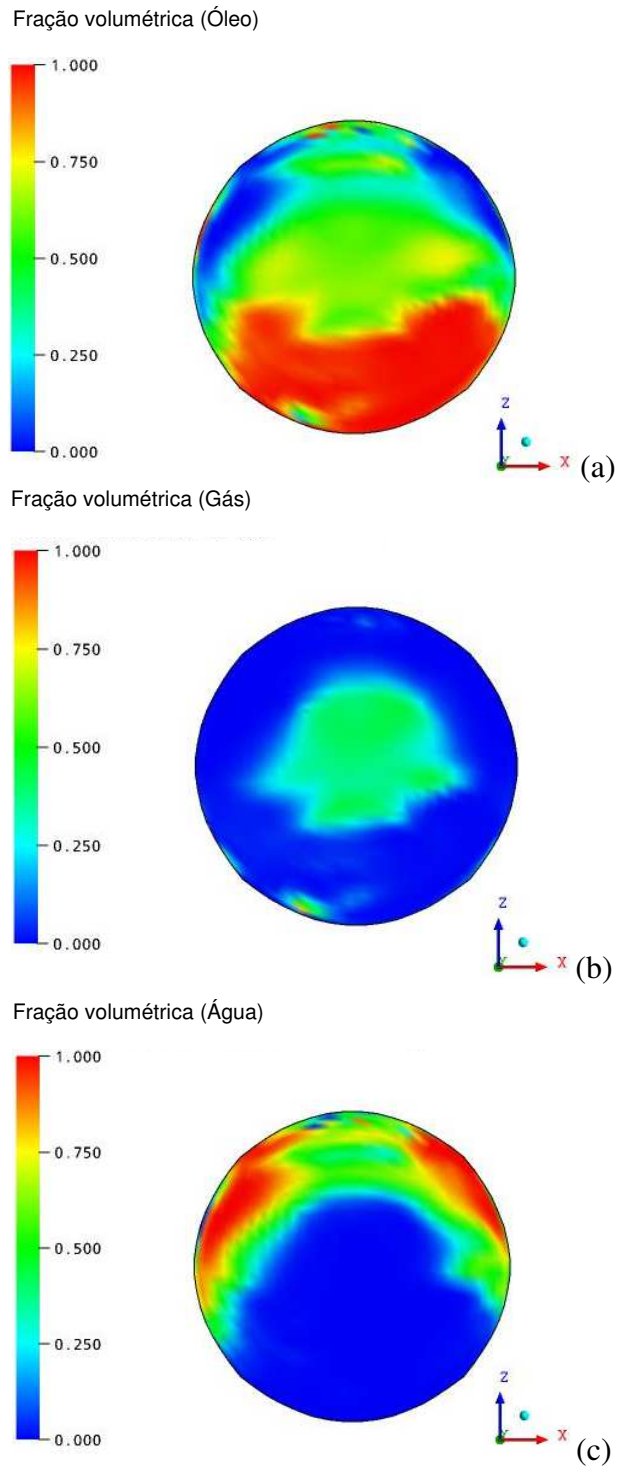 Fração volumétrica (Óleo)
1.000
0.750
0.500
0.250
0.000
Z
Y
X
(a)
Fração volumétrica (Gás)
1.000
0.750
0.500
0.250
0.000
Z
Y
X
(b)
Fração volumétrica (Água)
1.000
0.750
0.500
0.250
0.000
Z
Y
X
(c)